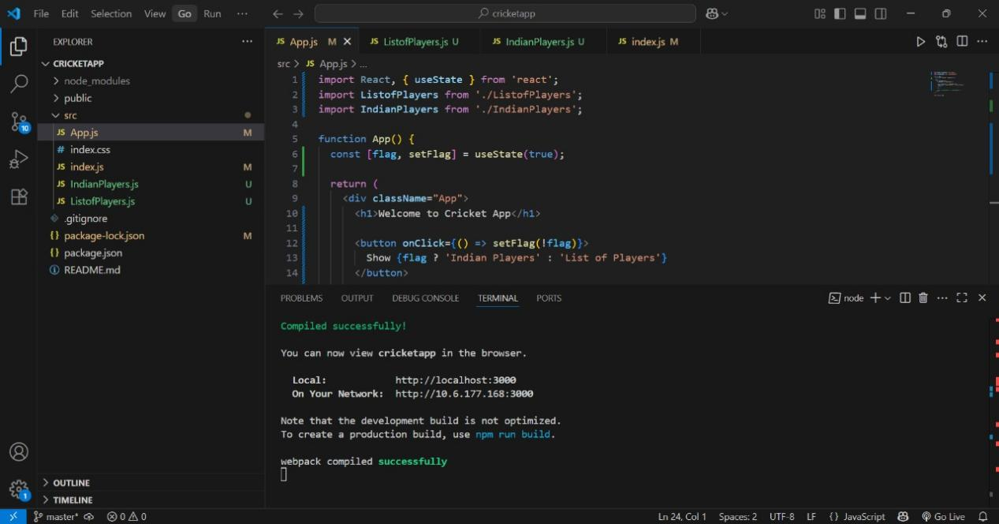 File Edit Selection View Go Run ···
cricketapp
EXPLORER ···
CRICKETAPP
node_modules
public
src
JS App.js M
# index.css
JS index.js M
JS IndianPlayers.js U
JS ListofPlayers.js U
.gitignore
{} package-lock.json M
{} package.json
README.md
OUTLINE
TIMELINE
10
1
JS App.js M
JS ListofPlayers.js U
JS IndianPlayers.js U
JS index.js M
src > JS App.js > ...
1 import React, { useState } from 'react';
2 import ListofPlayers from './ListofPlayers';
3 import IndianPlayers from './IndianPlayers';
4
5 function App() {
6 const [flag, setFlag] = useState(true);
7
8 return (
9 <div className="App">
10 <h1>Welcome to Cricket App</h1>
11
12 <button onClick={() => setFlag(!flag)}>
13 Show {flag ? 'Indian Players' : 'List of Players'}
14 </button>
PROBLEMS OUTPUT DEBUG CONSOLE TERMINAL PORTS
node
Compiled successfully!
You can now view cricketapp in the browser.
Local: http://localhost:3000
On Your Network: http://10.6.177.168:3000
Note that the development build is not optimized.
To create a production build, use npm run build.
webpack compiled successfully
master* 0 0
Ln 24, Col 1 Spaces: 2 UTF-8 LF {} JavaScript Go Live